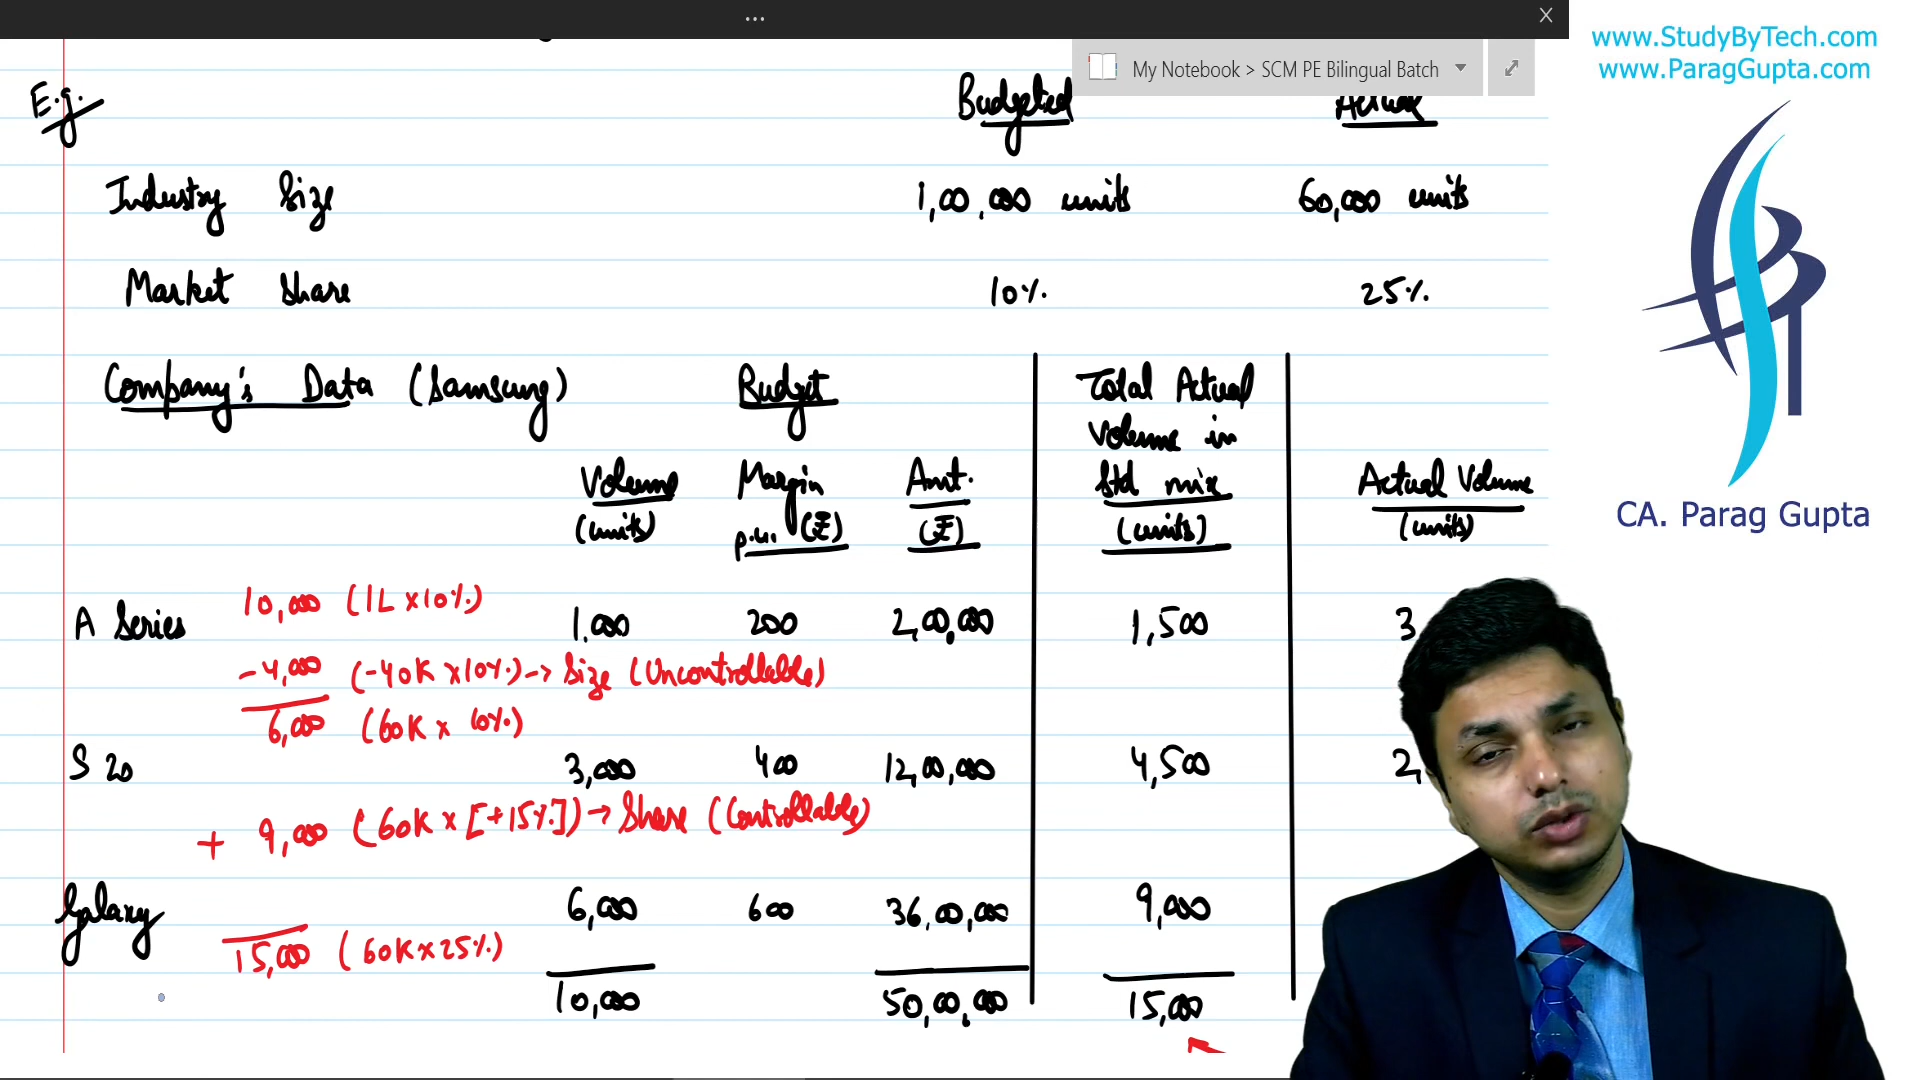 ... X
www.StudyByTech.com
www.ParagGupta.com
My Notebook > SCM PE Bilingual Batch
E.g. Budgeted Actual
Industry Size 1,00,000 units 60,000 units
Market Share 10% 25%
Company's Data (Samsung) Budget Total Actual
Volume in
Volume Margin Amt. Std mix Actual Volume
(units) p.u. (₹) (₹) (units) (units)
CA. Parag Gupta
10,000 (1L×10%)
A Series 1,000 200 2,00,000 1,500 3,
-4,000 (-40K×10%) → Size (Uncontrollable)
6,000 (60K × 10%)
S 20 3,000 400 12,00,000 4,500 2,
+ 9,000 (60K × [+15%]) → Share (Controllable)
Galaxy 6,000 600 36,00,000 9,000
15,000 (60K×25%)
10,000 50,00,000 15,000